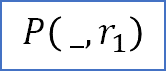 P( _, r₁)